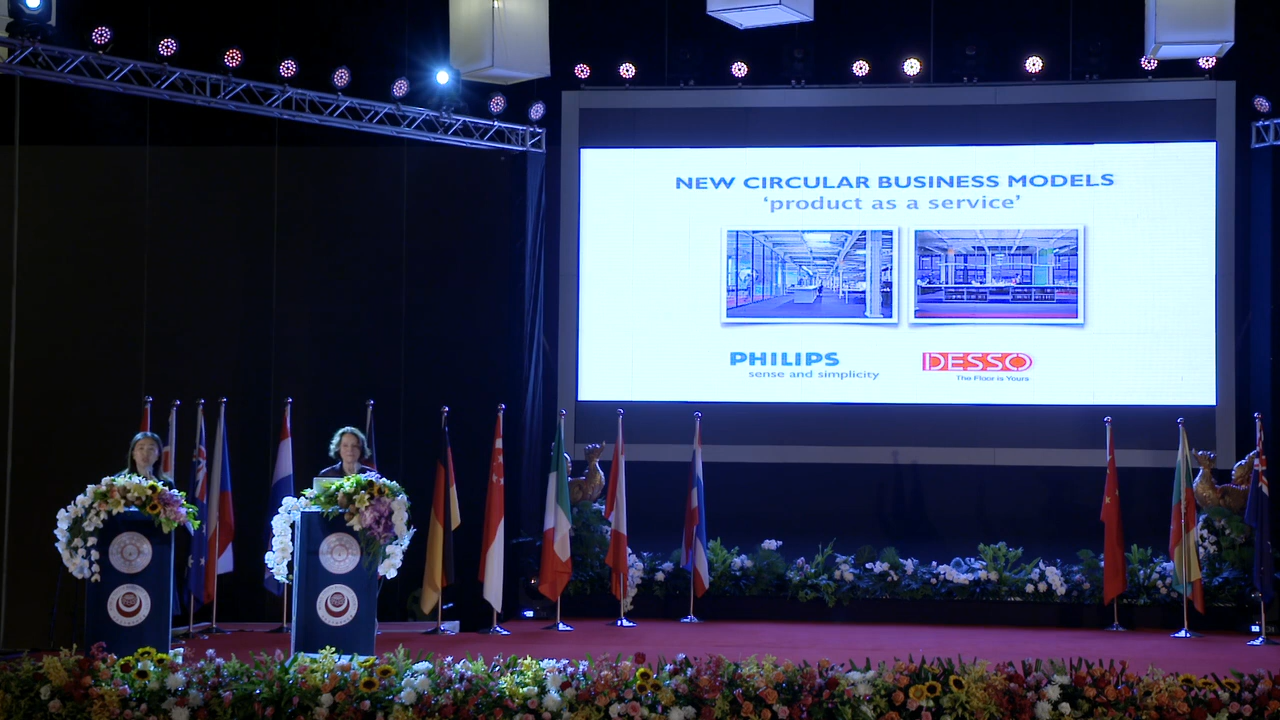 NEW CIRCULAR BUSINESS MODELS
‘product as a service’
PHILIPS
sense and simplicity
DESSO
The Floor is Yours